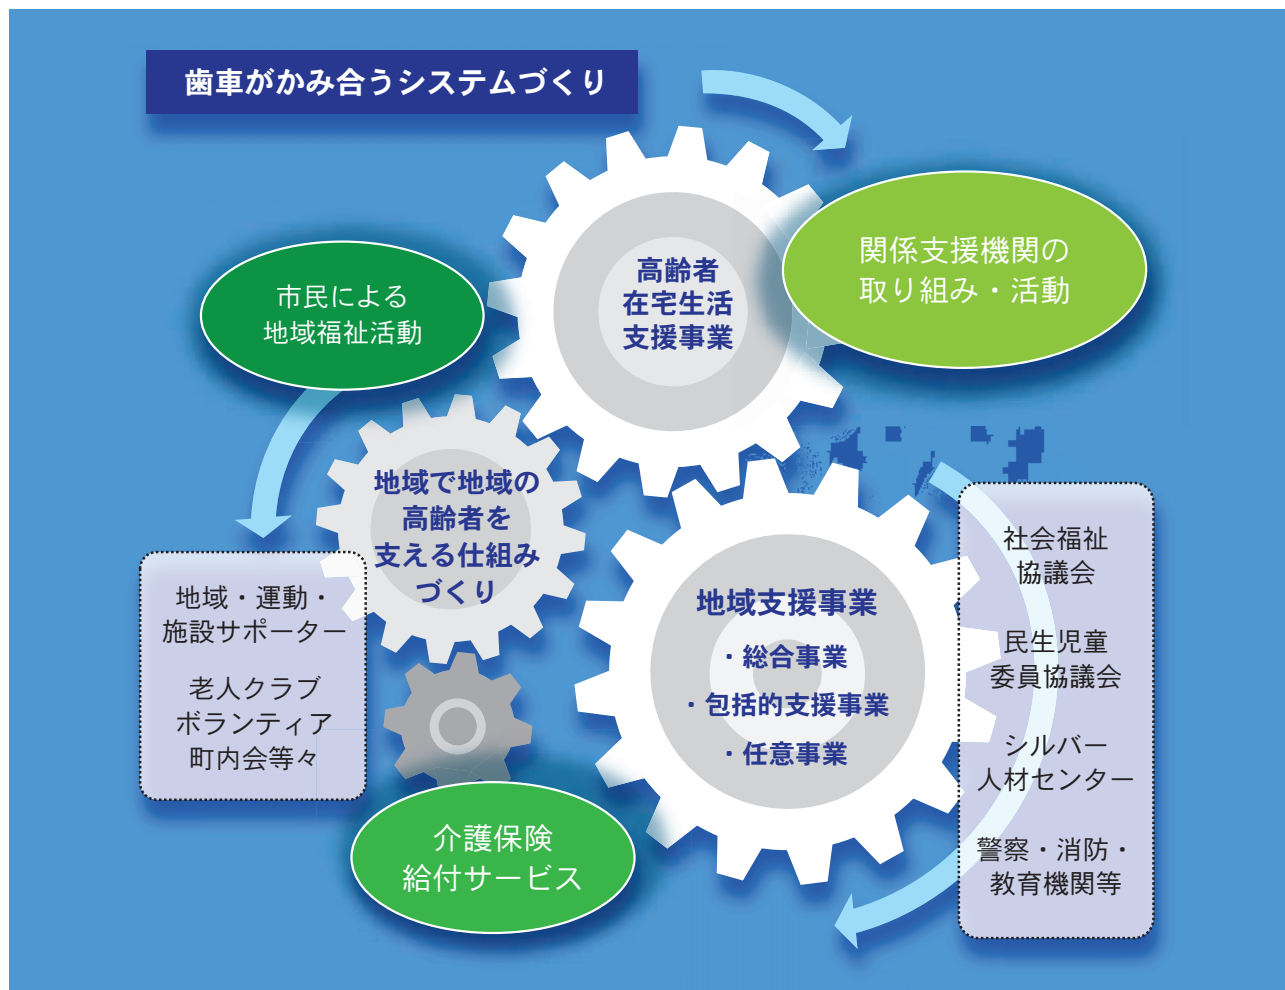 歯車がかみ合うシステムづくり
高齢者
在宅生活
支援事業
関係支援機関の
取り組み・活動
市民による
地域福祉活動
地域で地域の
高齢者を
支える仕組み
づくり
地域・運動・
施設サポーター
老人クラブ
ボランティア
町内会等々
地域支援事業
・総合事業
・包括的支援事業
・任意事業
社会福祉
協議会
民生児童
委員協議会
シルバー
人材センター
警察・消防・
教育機関等
介護保険
給付サービス